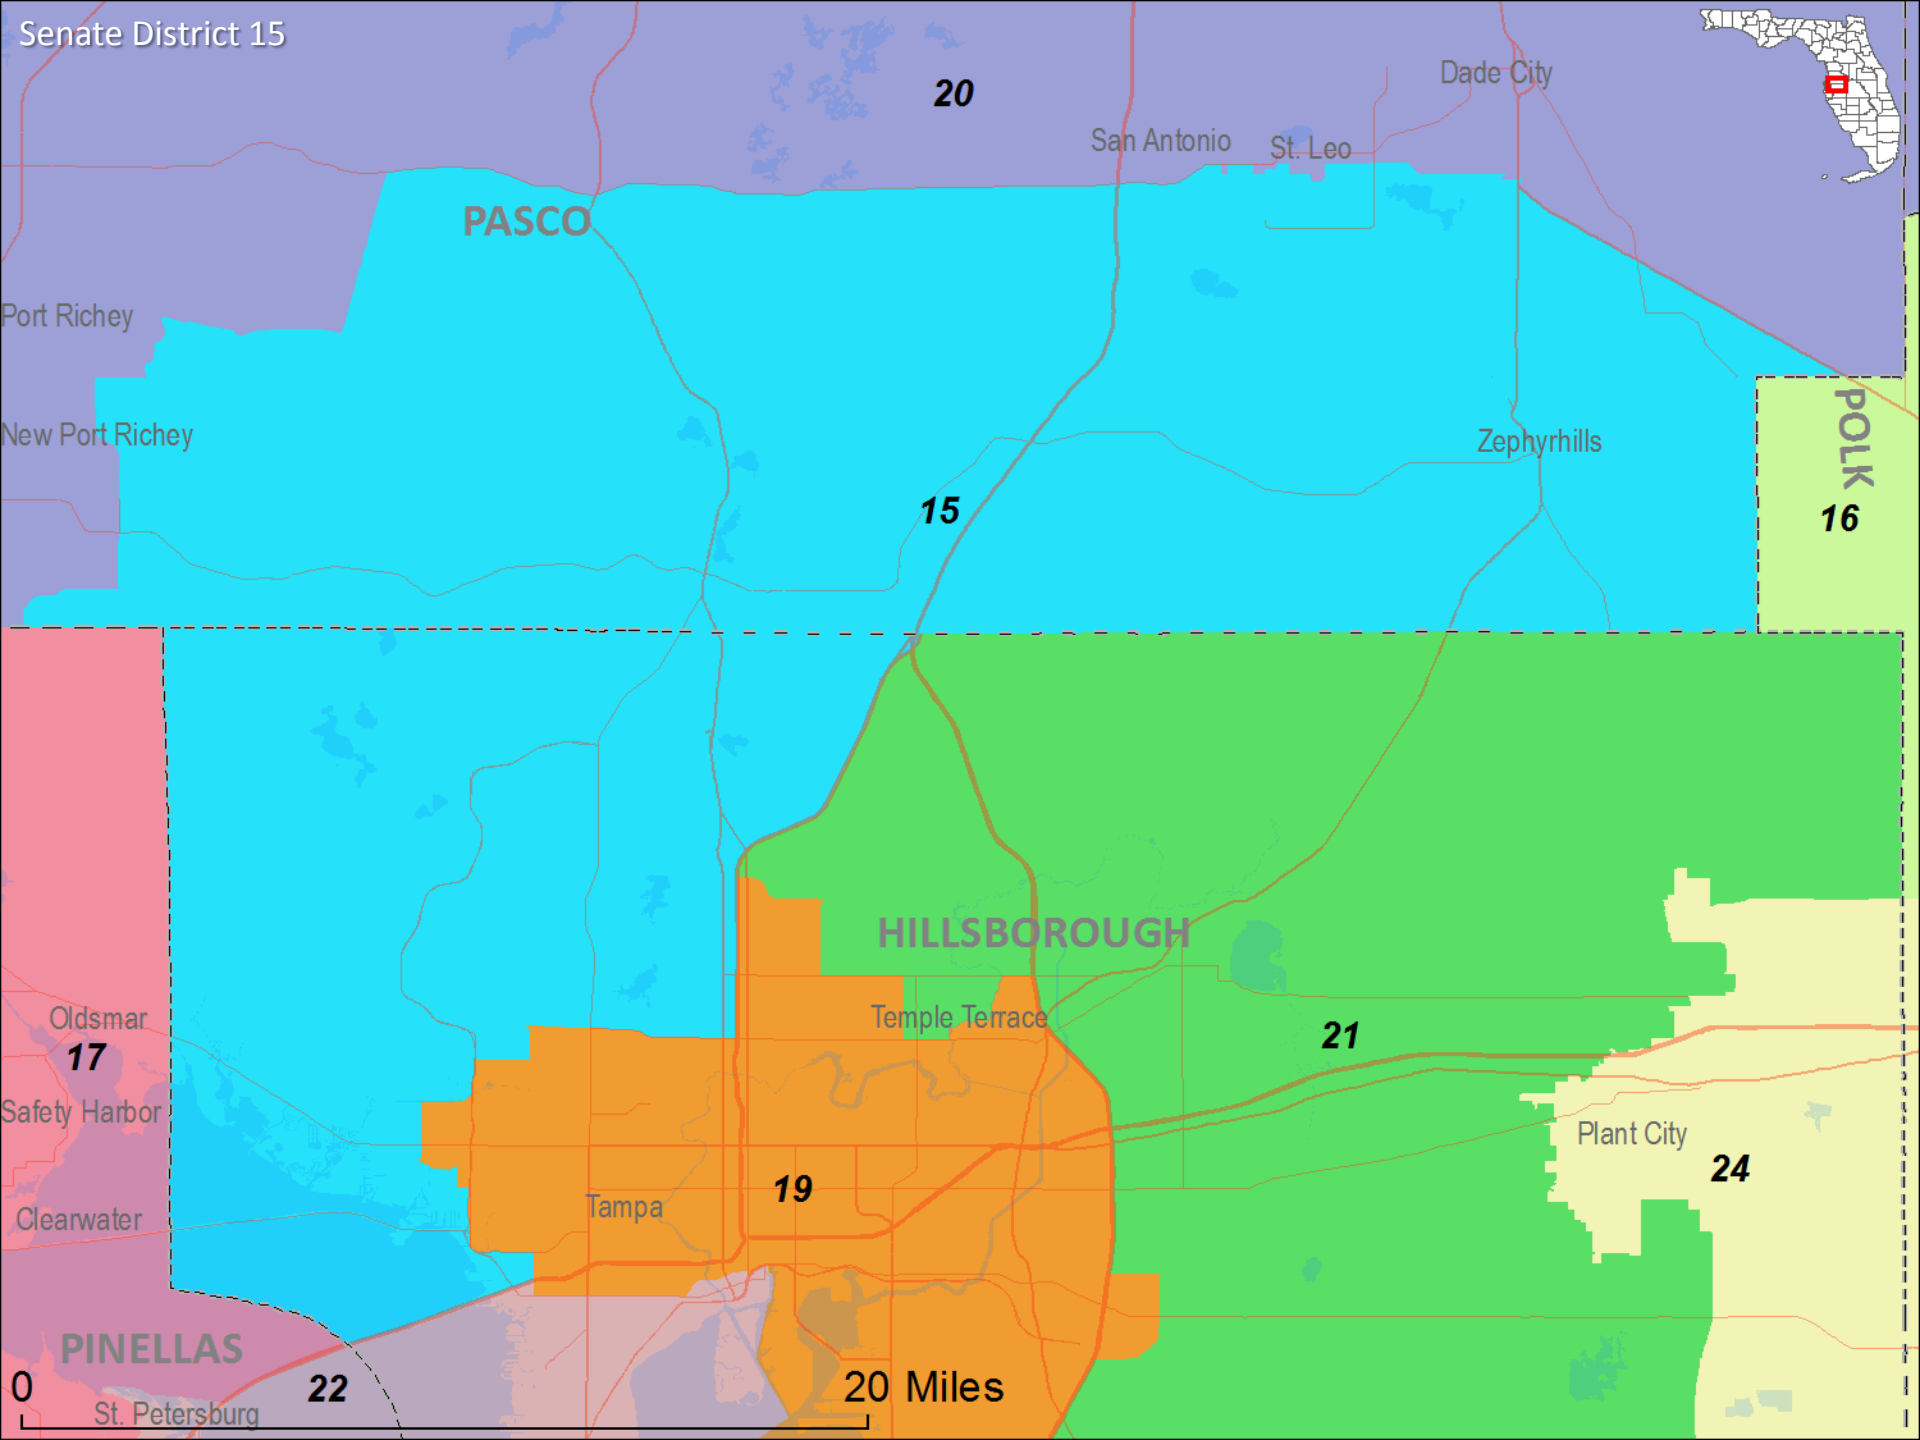 Senate District 15
Dade City
20
San Antonio
St. Leo
PASCO
Port Richey
New Port Richey
Zephyrhills
POLK
15
16
HILLSBOROUGH
Oldsmar
Temple Terrace
17
21
Safety Harbor
Plant City
24
19
Tampa
Clearwater
PINELLAS
22
0
20 Miles
St. Petersburg